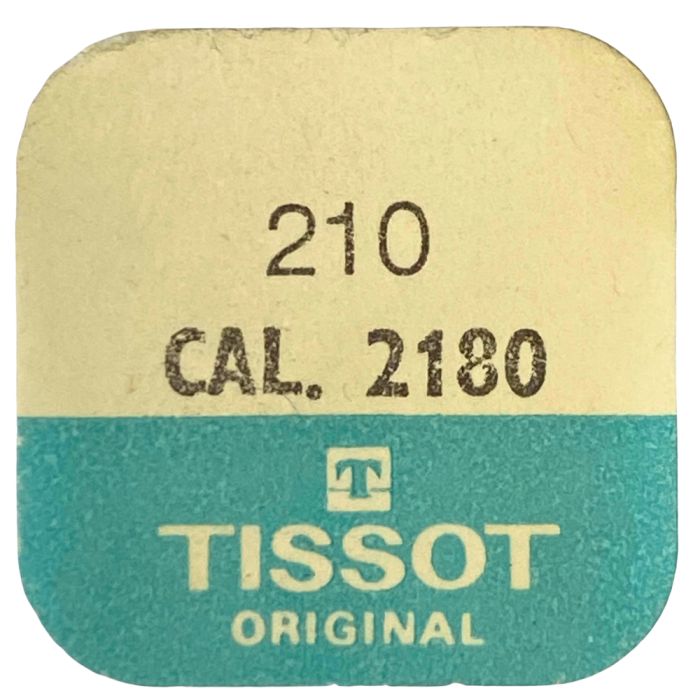 210
CAL. 2180
T
TISSOT
ORIGINAL